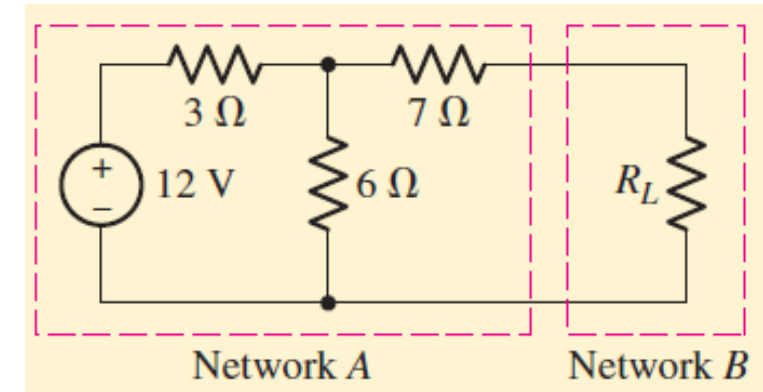 3 Ω
7 Ω
+
12 V
−
6 Ω
R_L
Network A
Network B